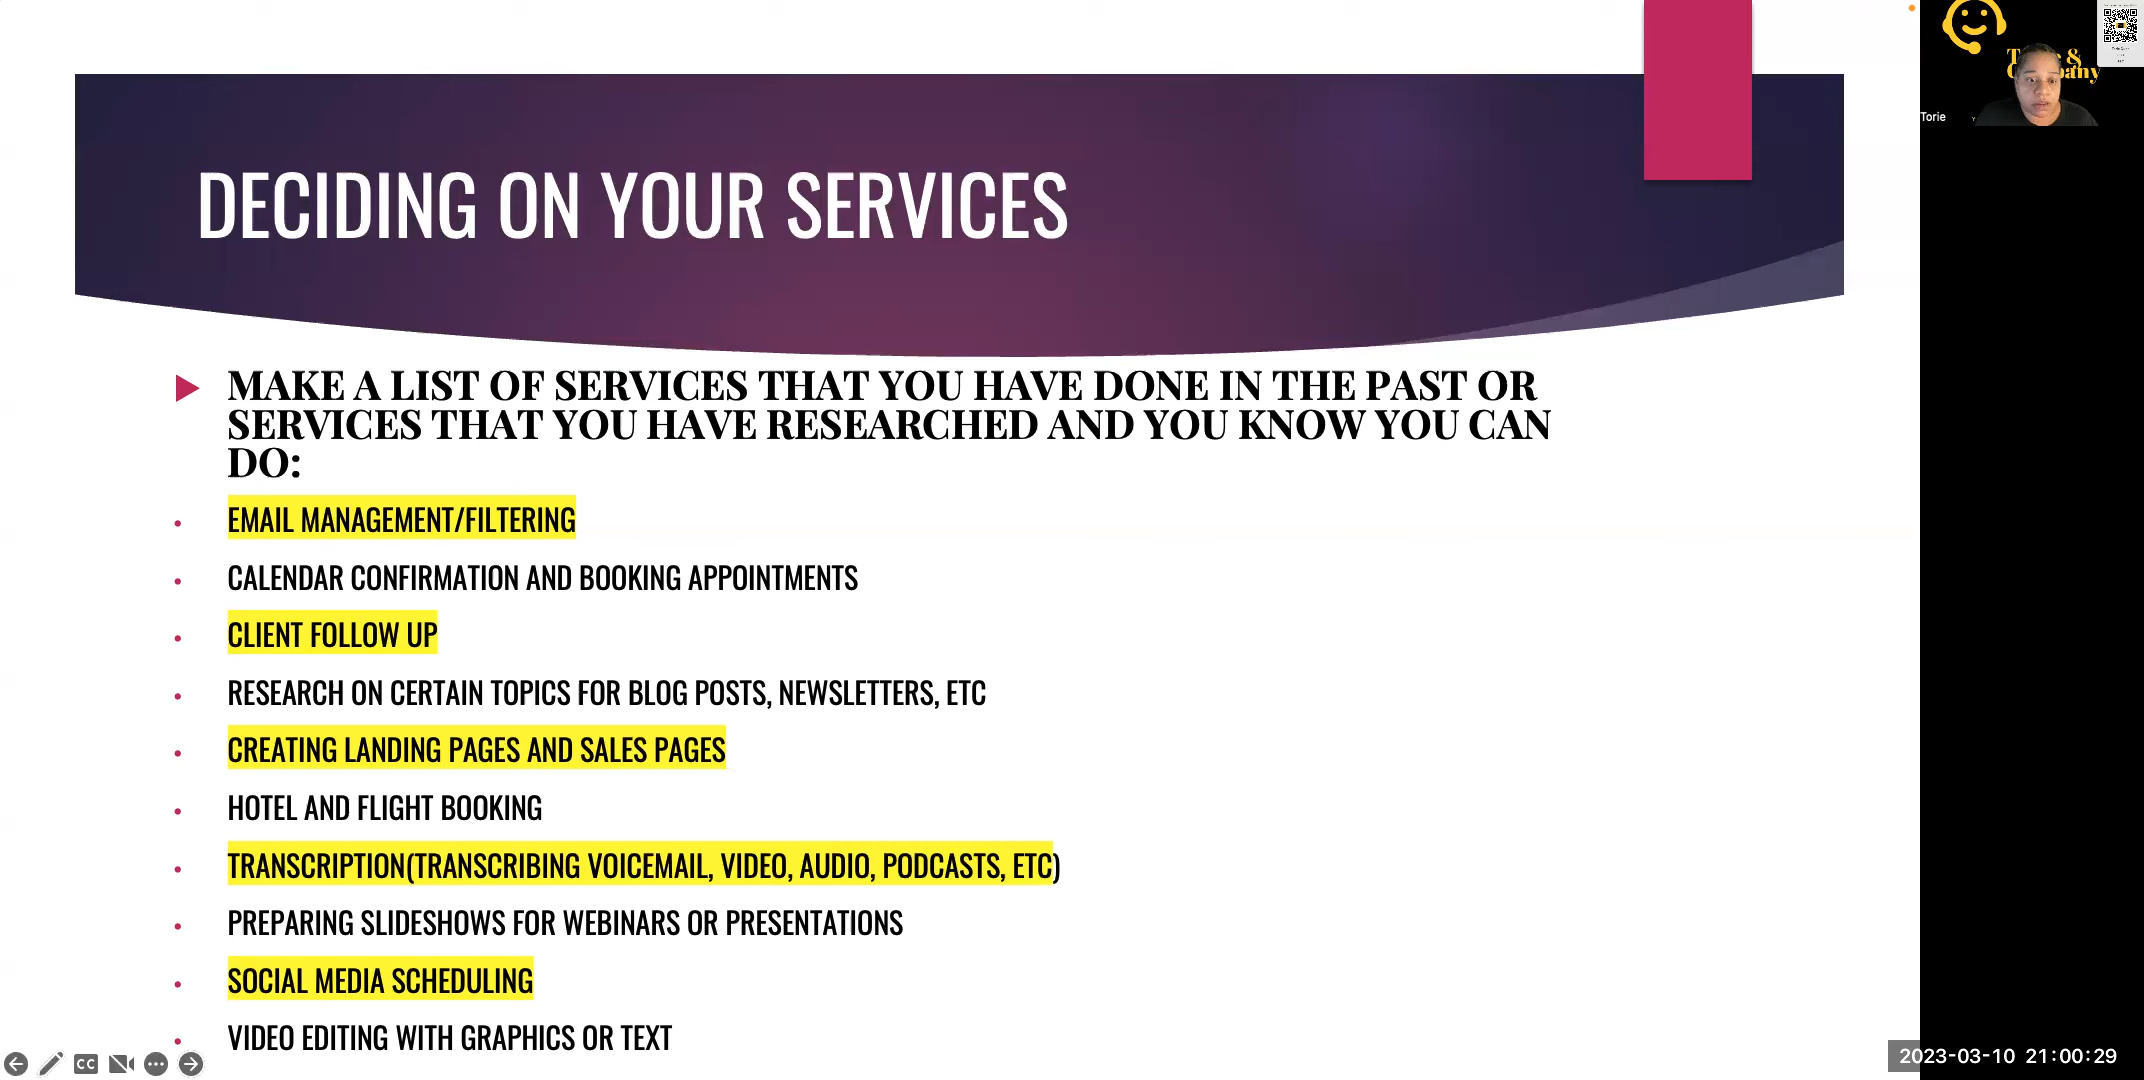 DECIDING ON YOUR SERVICES
MAKE A LIST OF SERVICES THAT YOU HAVE DONE IN THE PAST OR
SERVICES THAT YOU HAVE RESEARCHED AND YOU KNOW YOU CAN
DO:
EMAIL MANAGEMENT/FILTERING
CALENDAR CONFIRMATION AND BOOKING APPOINTMENTS
CLIENT FOLLOW UP
RESEARCH ON CERTAIN TOPICS FOR BLOG POSTS, NEWSLETTERS, ETC
CREATING LANDING PAGES AND SALES PAGES
HOTEL AND FLIGHT BOOKING
TRANSCRIPTION(TRANSCRIBING VOICEMAIL, VIDEO, AUDIO, PODCASTS, ETC)
PREPARING SLIDESHOWS FOR WEBINARS OR PRESENTATIONS
SOCIAL MEDIA SCHEDULING
VIDEO EDITING WITH GRAPHICS OR TEXT
CC
&
Torie
2023-03-10 21:00:29